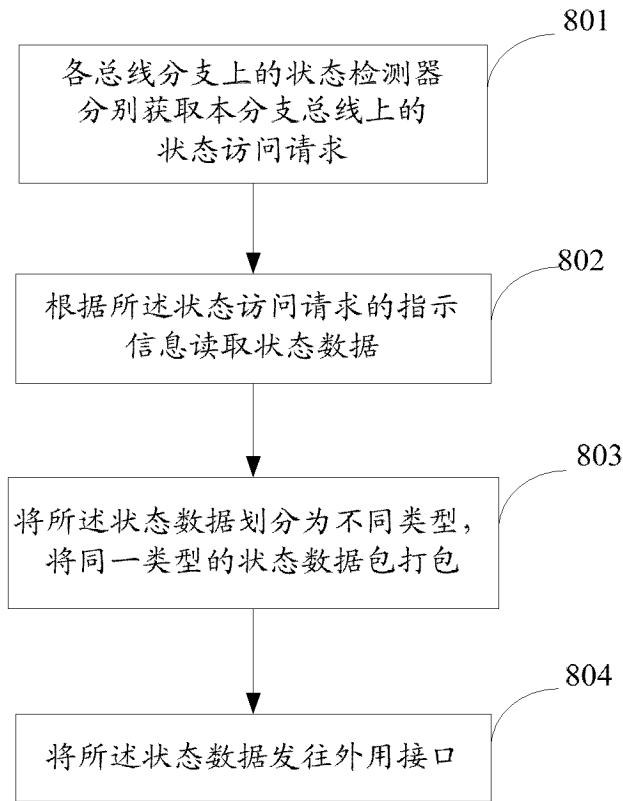 801
各总线分支上的状态检测器
分别获取本分支总线上的
状态访问请求
802
根据所述状态访问请求的指示
信息读取状态数据
803
将所述状态数据划分为不同类型，
将同一类型的状态数据包打包
804
将所述状态数据发往外用接口